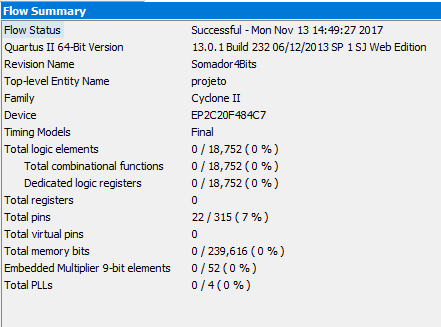 Flow Summary
Flow Status Successful - Mon Nov 13 14:49:27 2017
Quartus II 64-Bit Version 13.0.1 Build 232 06/12/2013 SP 1 SJ Web Edition
Revision Name Somador4Bits
Top-level Entity Name projeto
Family Cyclone II
Device EP2C20F484C7
Timing Models Final
Total logic elements 0 / 18,752 ( 0 % )
Total combinational functions 0 / 18,752 ( 0 % )
Dedicated logic registers 0 / 18,752 ( 0 % )
Total registers 0
Total pins 22 / 315 ( 7 % )
Total virtual pins 0
Total memory bits 0 / 239,616 ( 0 % )
Embedded Multiplier 9-bit elements 0 / 52 ( 0 % )
Total PLLs 0 / 4 ( 0 % )